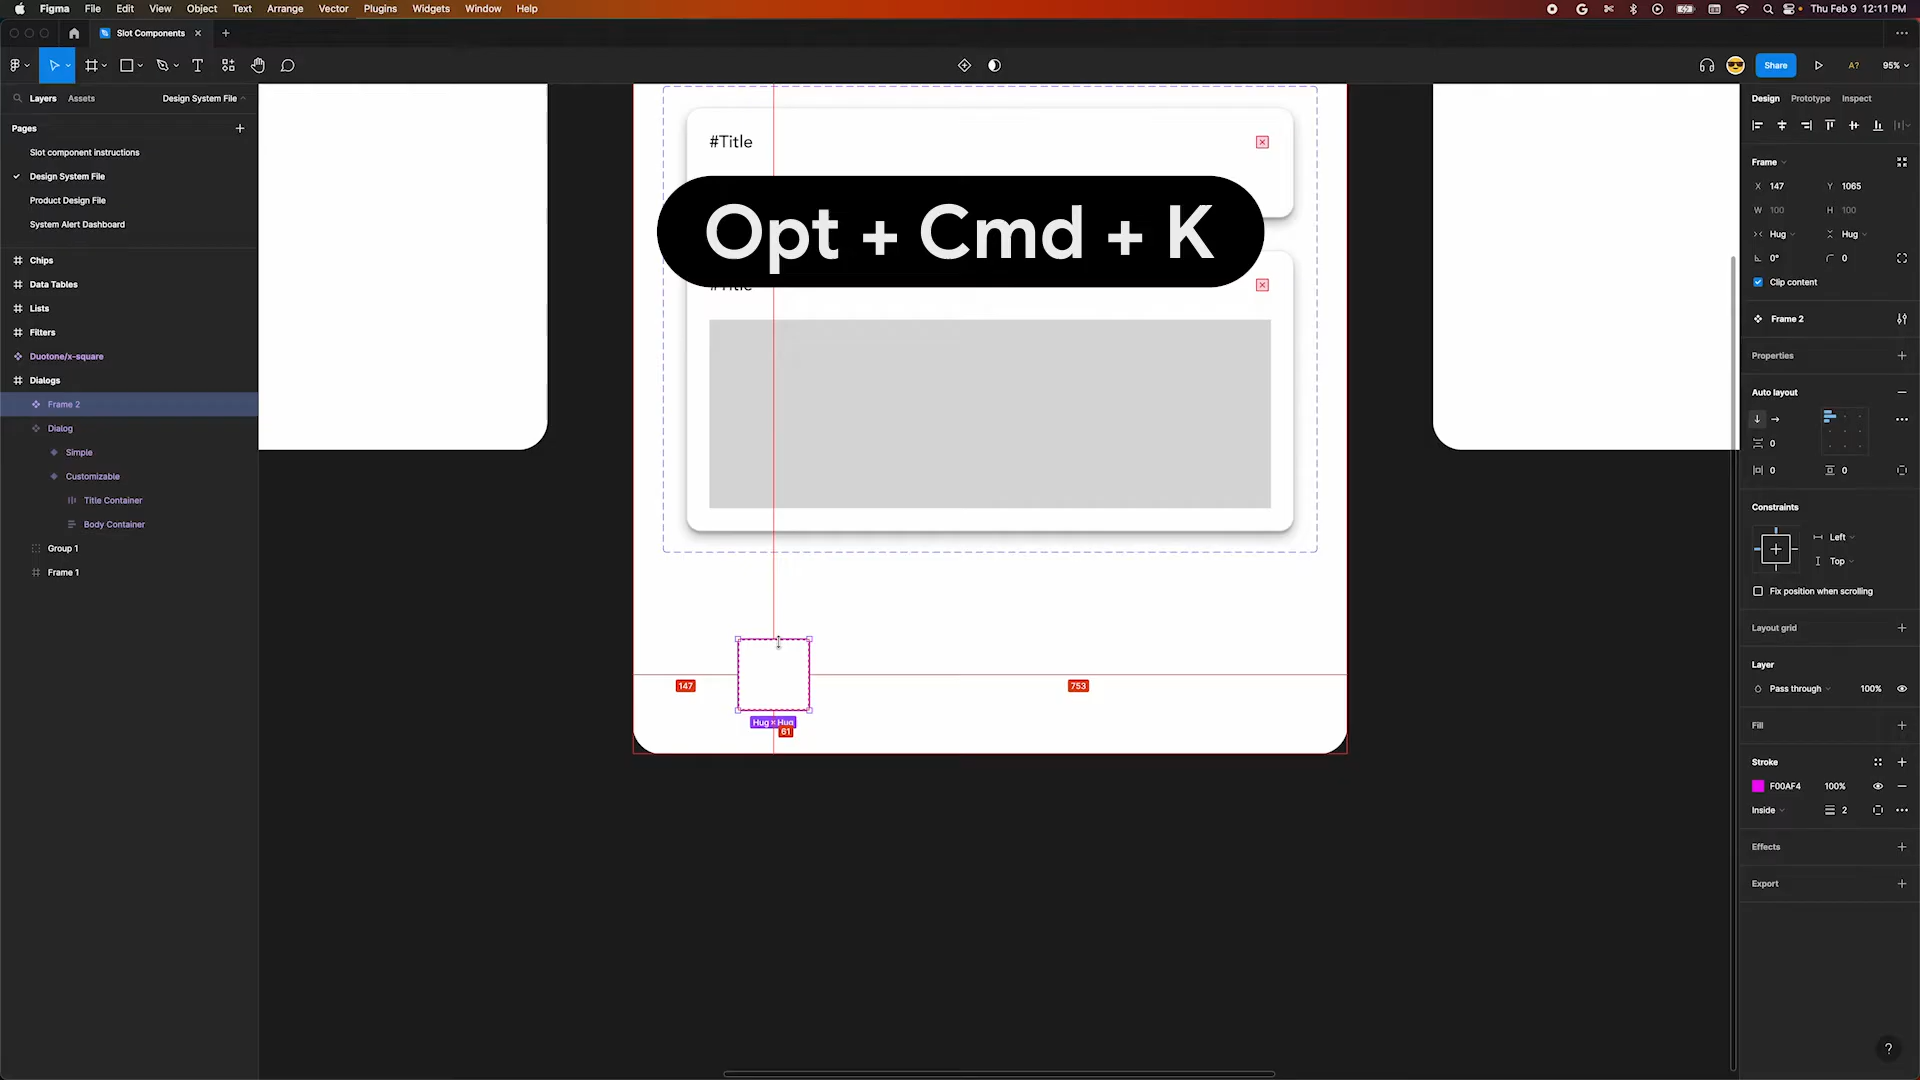 Figma File Edit View Object Text Arrange Vector Plugins Widgets Window Help
Thu Feb 9 12:11 PM
Slot Components
Share
A?
95%
Layers Assets
Design System File
Pages
Slot component instructions
Design System File
Product Design File
System Alert Dashboard
Chips
Data Tables
Lists
Filters
Duotone/x-square
Dialogs
Frame 2
Dialog
Simple
Customizable
Title Container
Body Container
Group 1
Frame 1
#Title
Opt + Cmd + K
#Title
147
753
Hug × Hug
61
Design Prototype Inspect
Frame
X 147 Y 1065
W 100 H 100
Hug Hug
0° 0
Clip content
Frame 2
Properties
Auto layout
0
0 0
Constraints
Left
Top
Fix position when scrolling
Layout grid
Layer
Pass through 100%
Fill
Stroke
F00AF4 100%
Inside 2
Effects
Export
?